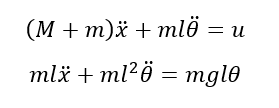 (M + m)ẍ + mlθ̈ = u
mlẍ + ml²θ̈ = mglθ